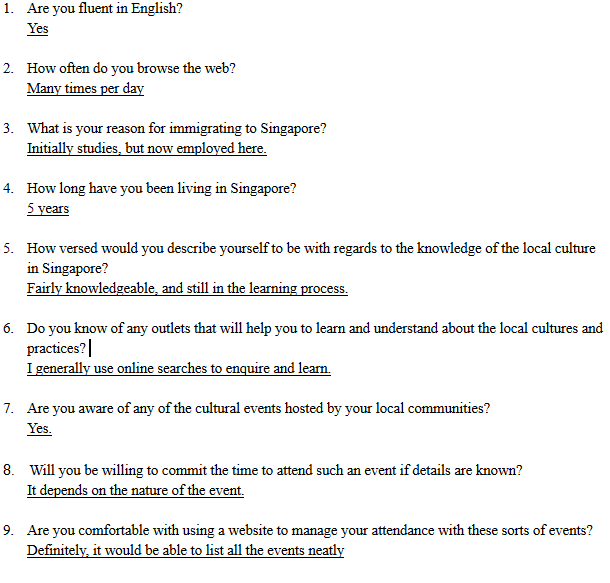 1. Are you fluent in English?
Yes
2. How often do you browse the web?
Many times per day
3. What is your reason for immigrating to Singapore?
Initially studies, but now employed here.
4. How long have you been living in Singapore?
5 years
5. How versed would you describe yourself to be with regards to the knowledge of the local culture
in Singapore?
Fairly knowledgeable, and still in the learning process.
6. Do you know of any outlets that will help you to learn and understand about the local cultures and
practices?
I generally use online searches to enquire and learn.
7. Are you aware of any of the cultural events hosted by your local communities?
Yes.
8. Will you be willing to commit the time to attend such an event if details are known?
It depends on the nature of the event.
9. Are you comfortable with using a website to manage your attendance with these sorts of events?
Definitely, it would be able to list all the events neatly